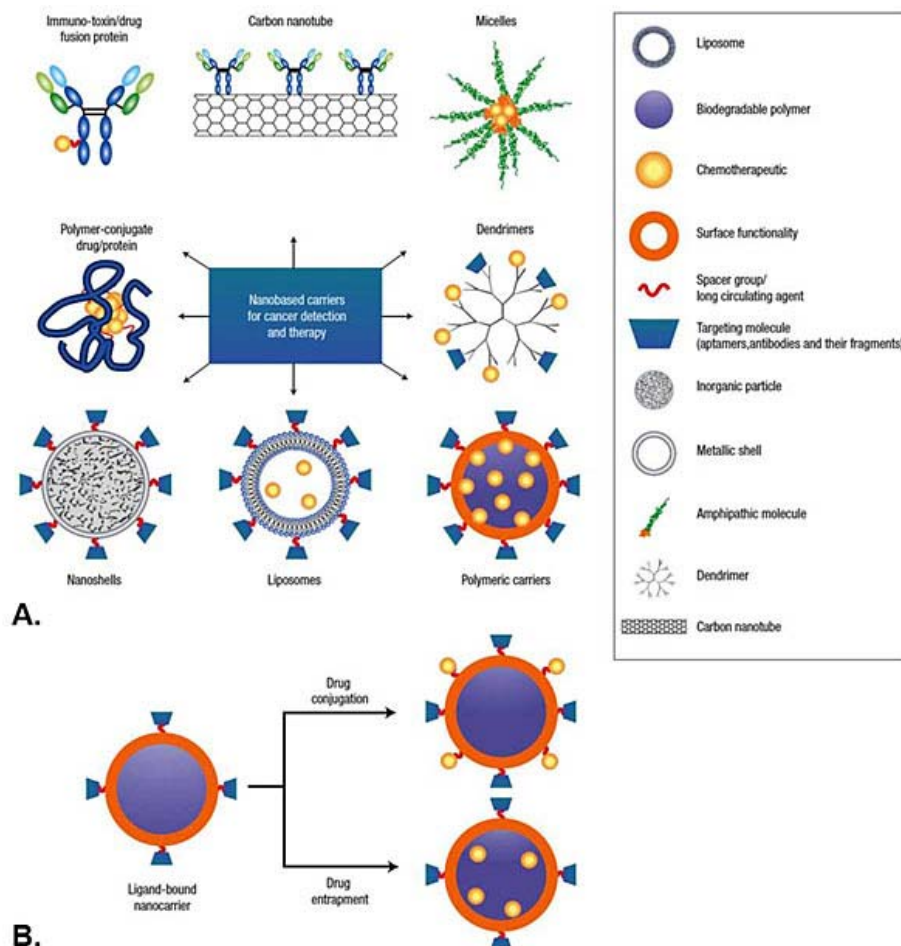 Immuno-toxin/drug
fusion protein
Carbon nanotube
Micelles
Polymer-conjugate
drug/protein
Nanobased carriers
for cancer detection
and therapy
Dendrimers
Nanoshells
Liposomes
Polymeric carriers
A.
Liposome
Biodegradable polymer
Chemotherapeutic
Surface functionality
Spacer group/
long circulating agent
Targeting molecule
(aptamers,antibodies and their fragments)
Inorganic particle
Metallic shell
Amphipathic molecule
Dendrimer
Carbon nanotube
Drug
conjugation
Ligand-bound
nanocarrier
Drug
entrapment
B.